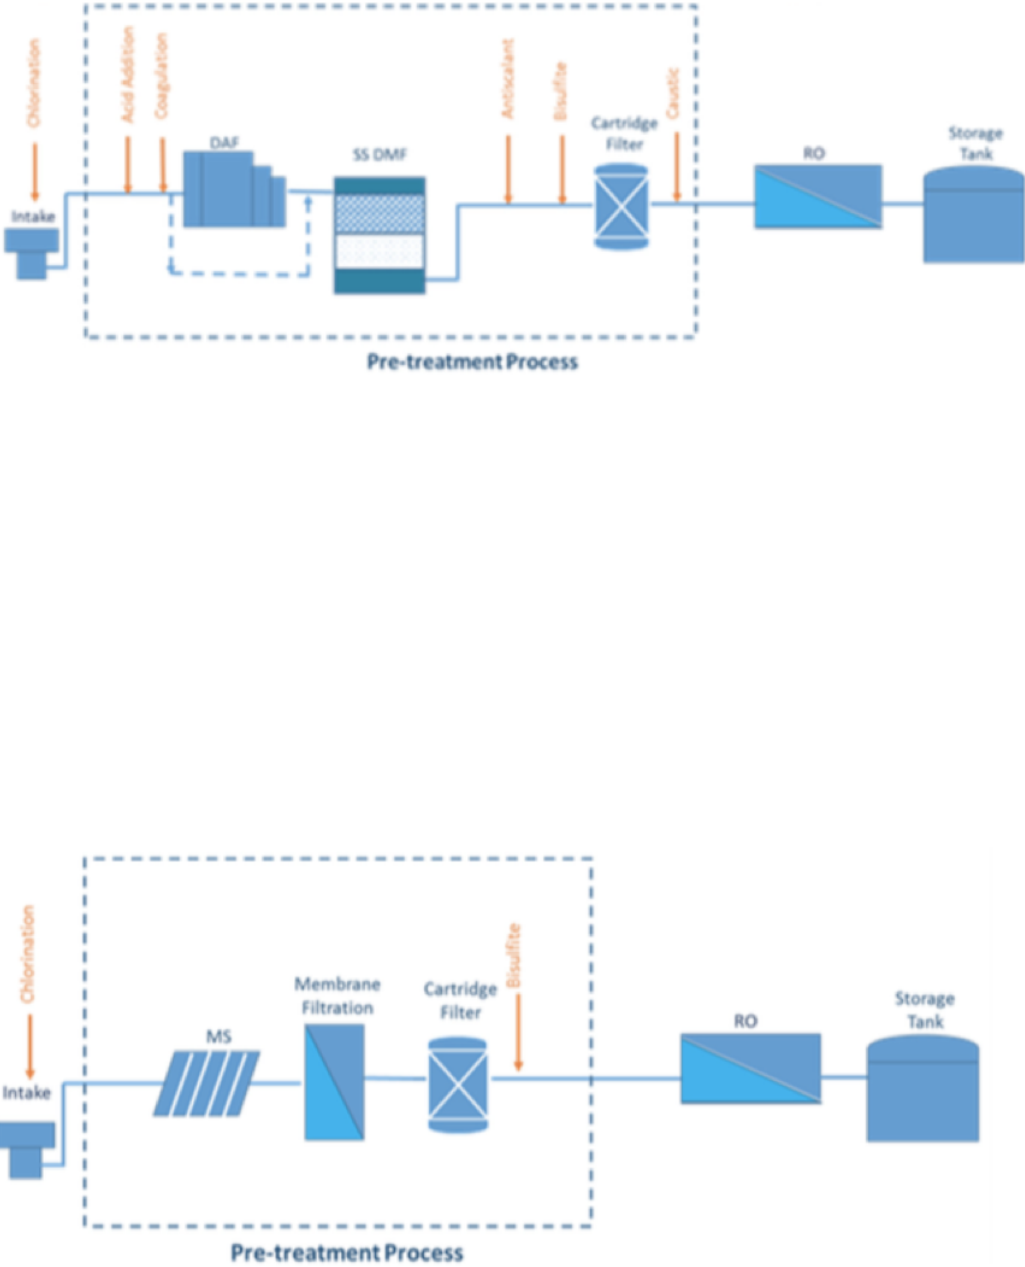 Chlorination
Acid Addition
Coagulation
Antiscalant
Bisulfite
Caustic
Intake
DAF
SS DMF
Cartridge
Filter
RO
Storage
Tank
Pre-treatment Process
Chlorination
Intake
MS
Membrane
Filtration
Cartridge
Filter
Bisulfite
RO
Storage
Tank
Pre-treatment Process